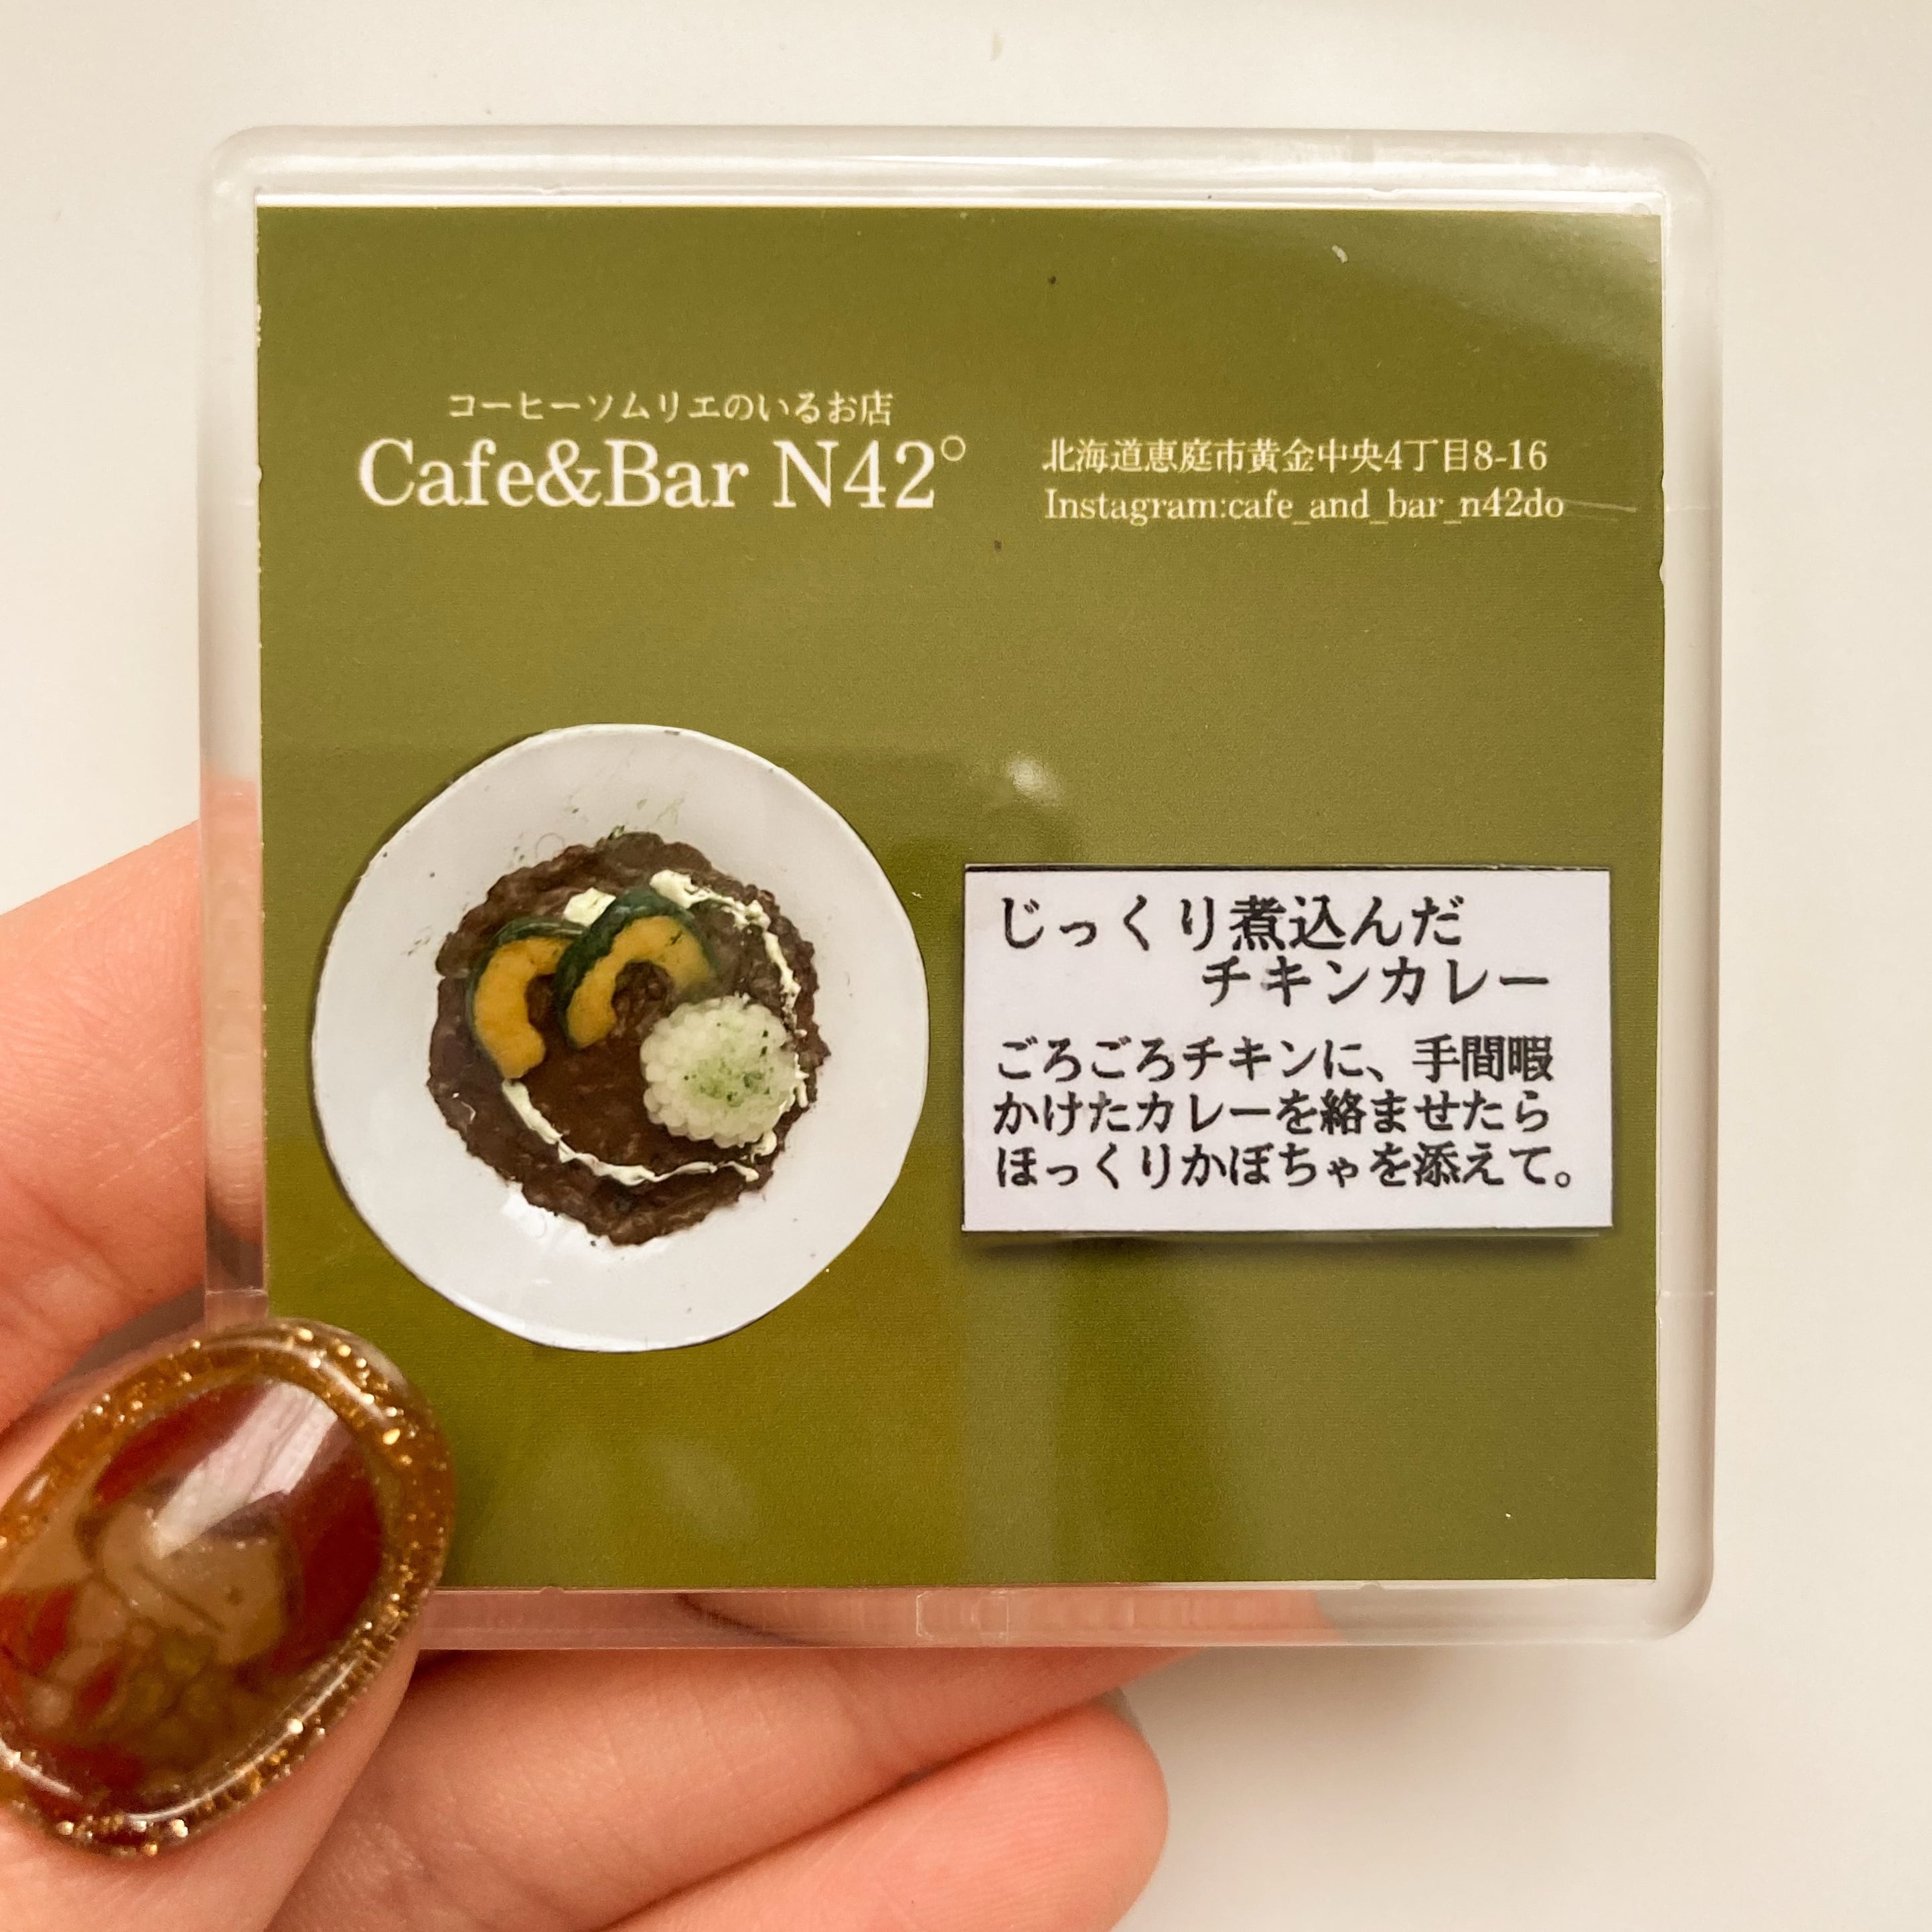 コーヒーソムリエのいるお店
Cafe&Bar N42°
北海道恵庭市黄金中央4丁目8-16
Instagram:cafe_and_bar_n42do
じっくり煮込んだ
チキンカレー
ごろごろチキンに、手間暇
かけたカレーを絡ませたら
ほっくりかぼちゃを添えて。